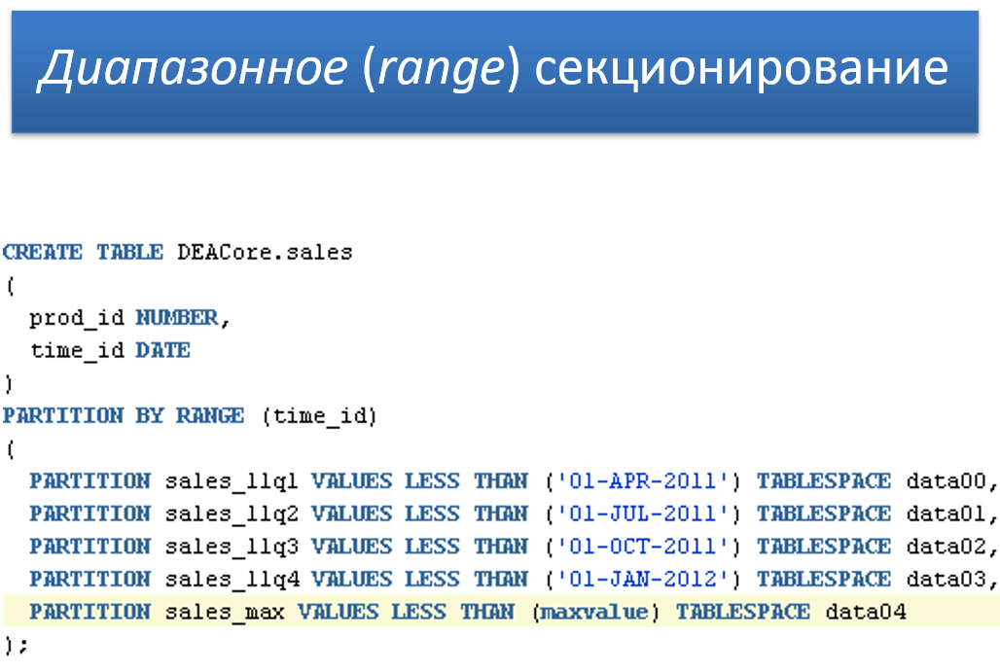 Диапазонное (range) секционирование
CREATE TABLE DEACore.sales
(
prod_id NUMBER,
time_id DATE
)
PARTITION BY RANGE (time_id)
(
PARTITION sales_11q1 VALUES LESS THAN ('01-APR-2011') TABLESPACE data00,
PARTITION sales_11q2 VALUES LESS THAN ('01-JUL-2011') TABLESPACE data01,
PARTITION sales_11q3 VALUES LESS THAN ('01-OCT-2011') TABLESPACE data02,
PARTITION sales_11q4 VALUES LESS THAN ('01-JAN-2012') TABLESPACE data03,
PARTITION sales_max VALUES LESS THAN (maxvalue) TABLESPACE data04
);